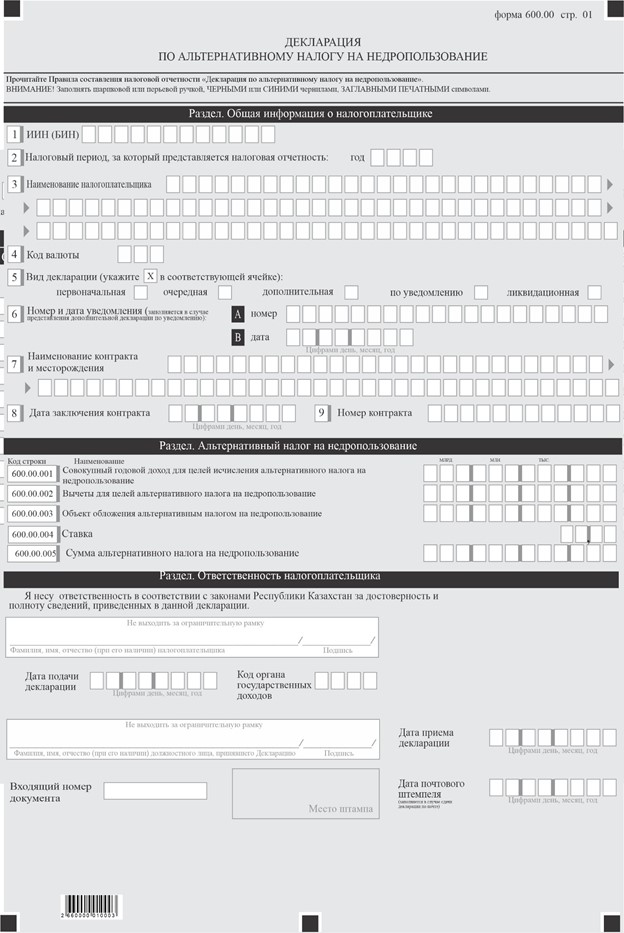 форма 600.00 стр. 01
ДЕКЛАРАЦИЯ
ПО АЛЬТЕРНАТИВНОМУ НАЛОГУ НА НЕДРОПОЛЬЗОВАНИЕ
Прочитайте Правила составления налоговой отчетности «Декларация по альтернативному налогу на недропользование».
ВНИМАНИЕ! Заполнять шариковой или перьевой ручкой, ЧЕРНЫМИ или СИНИМИ чернилами, ЗАГЛАВНЫМИ ПЕЧАТНЫМИ символами.
Раздел. Общая информация о налогоплательщике
1 ИИН (БИН)
2 Налоговый период, за который представляется налоговая отчетность: год
3 Наименование налогоплательщика
4 Код валюты
5 Вид декларации (укажите X в соответствующей ячейке):
первоначальная очередная дополнительная по уведомлению ликвидационная
6 Номер и дата уведомления (заполняется в случае A номер
представления дополнительной декларации по уведомлению):
B дата
Цифрами день, месяц, год
7 Наименование контракта
и месторождения
8 Дата заключения контракта 9 Номер контракта
Цифрами день, месяц, год
Раздел. Альтернативный налог на недропользование
Код строки Наименование млрд млн тыс
600.00.001 Совокупный годовой доход для целей исчисления альтернативного налога на
недропользование
600.00.002 Вычеты для целей альтернативного налога на недропользование
600.00.003 Объект обложения альтернативным налогом на недропользование
600.00.004 Ставка
600.00.005 Сумма альтернативного налога на недропользование
Раздел. Ответственность налогоплательщика
Я несу ответственность в соответствии с законами Республики Казахстан за достоверность и
полноту сведений, приведенных в данной декларации.
Не выходить за ограничительную рамку
/ /
Фамилия, имя, отчество (при его наличии) налогоплательщика Подпись
Дата подачи
декларации
Цифрами день, месяц, год
Код органа
государственных
доходов
Не выходить за ограничительную рамку
/ /
Фамилия, имя, отчество (при его наличии) должностного лица, принявшего Декларацию Подпись
Дата приема
декларации
Цифрами день, месяц, год
Входящий номер
документа
Место штампа
Дата почтового
штемпеля
(заполняется в случае сдачи
декларации по почте)
Цифрами день, месяц, год
2660000010003